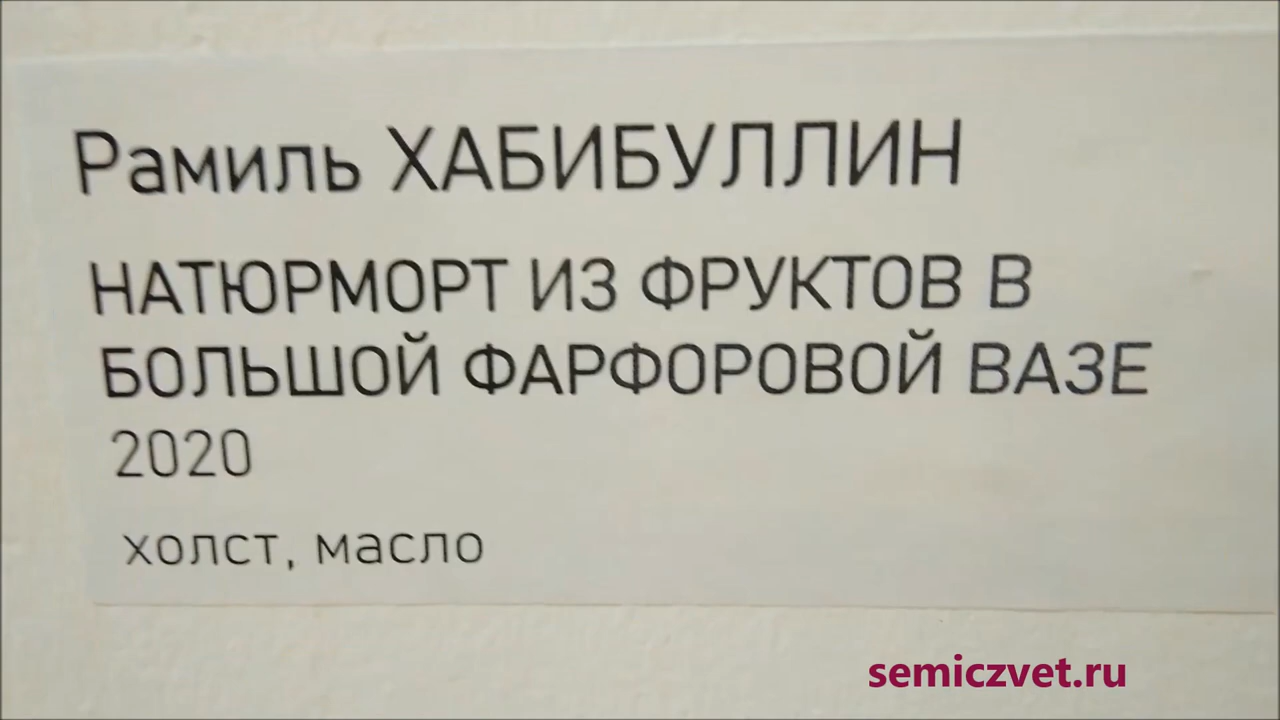 Рамиль ХАБИБУЛЛИН
НАТЮРМОРТ ИЗ ФРУКТОВ В
БОЛЬШОЙ ФАРФОРОВОЙ ВАЗЕ
2020
холст, масло
semiczvet.ru